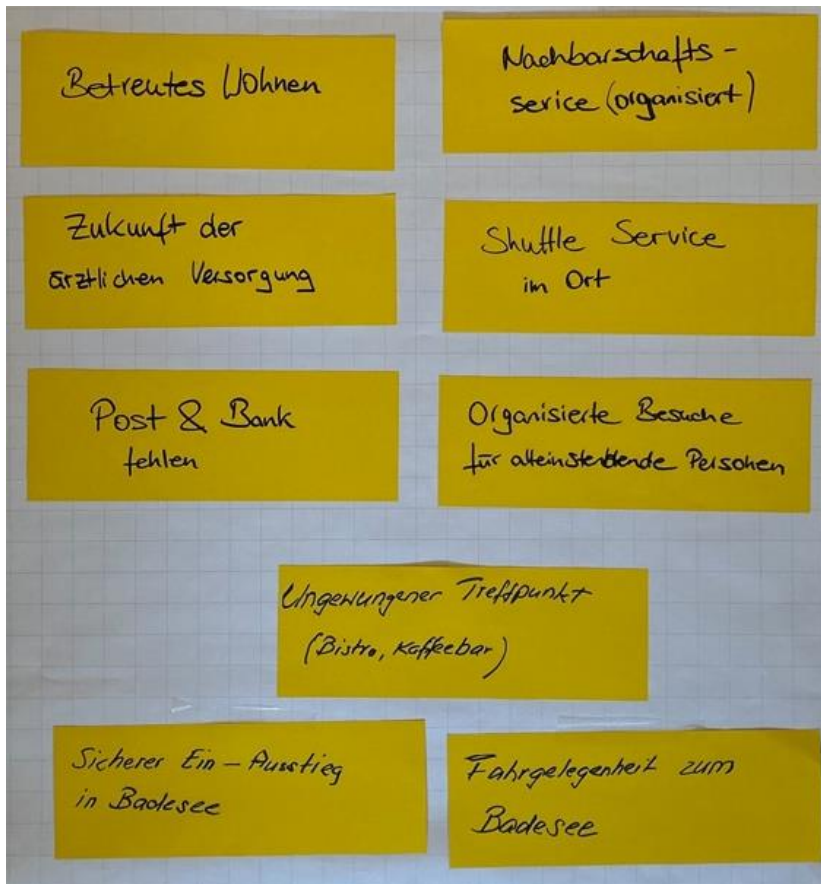 Betreutes Wohnen
Nachbarschafts-
serice (organisiert)
Zukunft der
ärztlichen Versorgung
Shuttle Service
im Ort
Post & Bank
fehlen
Organisierte Besuche
für alleinstehende Personen
Ungewungener Treffpunkt
(Bistro, Kaffeebar)
Sicherer Ein-Ausstieg
in Badesee
Fahrgelegenheit zum
Badesee